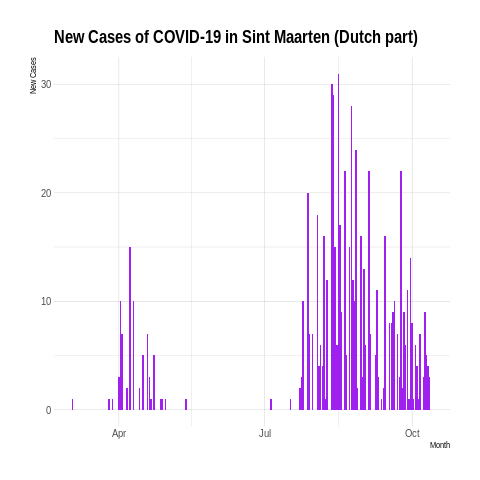 New Cases of COVID-19 in Sint Maarten (Dutch part)
New Cases
30
20
10
0
Apr
Jul
Oct
Month